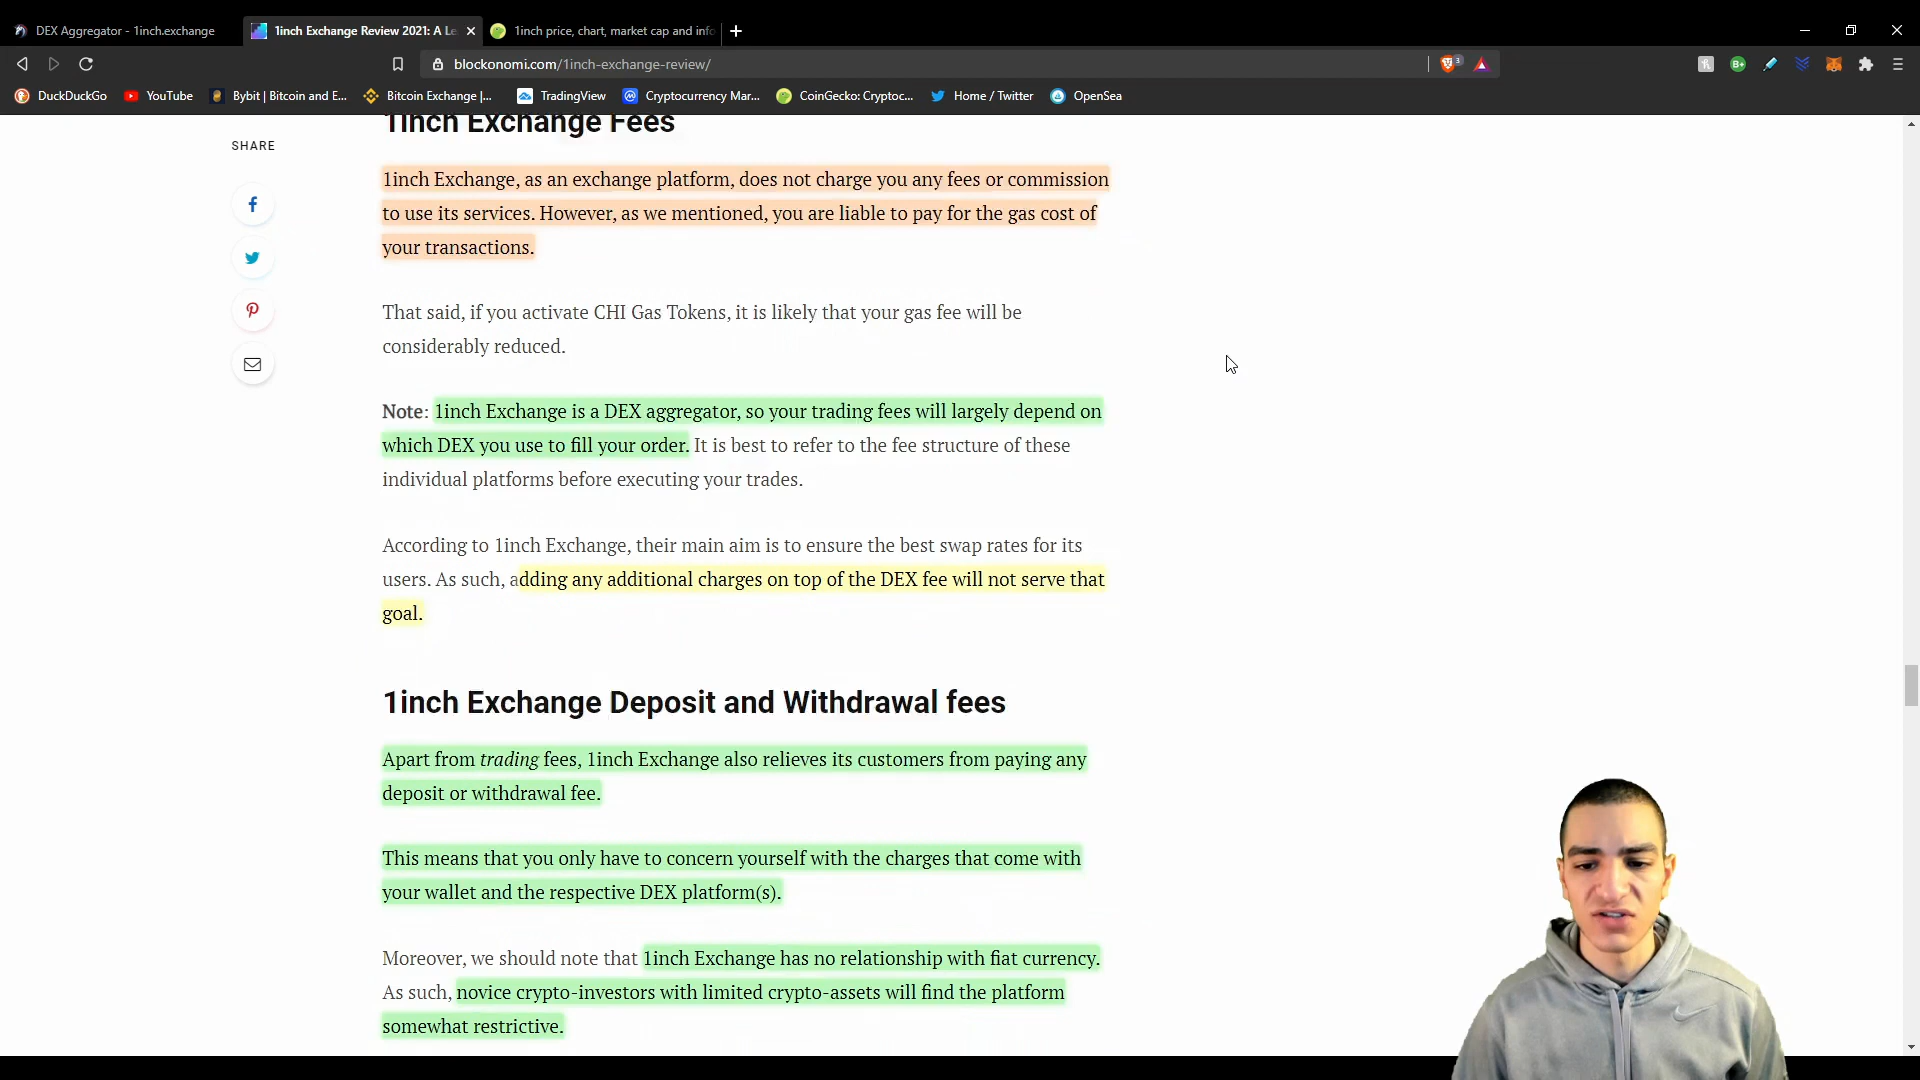 DEX Aggregator - 1inch.exchange
1inch Exchange Review 2021: A Le
1inch price, chart, market cap and info
blockonomi.com/1inch-exchange-review/
3
DuckDuckGo
YouTube
Bybit | Bitcoin and E...
Bitcoin Exchange |...
TradingView
Cryptocurrency Mar...
CoinGecko: Cryptoc...
Home / Twitter
OpenSea
SHARE
1inch Exchange Fees
1inch Exchange, as an exchange platform, does not charge you any fees or commission
to use its services. However, as we mentioned, you are liable to pay for the gas cost of
your transactions.
That said, if you activate CHI Gas Tokens, it is likely that your gas fee will be
considerably reduced.
Note: 1inch Exchange is a DEX aggregator, so your trading fees will largely depend on
which DEX you use to fill your order. It is best to refer to the fee structure of these
individual platforms before executing your trades.
According to 1inch Exchange, their main aim is to ensure the best swap rates for its
users. As such, adding any additional charges on top of the DEX fee will not serve that
goal.
1inch Exchange Deposit and Withdrawal fees
Apart from trading fees, 1inch Exchange also relieves its customers from paying any
deposit or withdrawal fee.
This means that you only have to concern yourself with the charges that come with
your wallet and the respective DEX platform(s).
Moreover, we should note that 1inch Exchange has no relationship with fiat currency.
As such, novice crypto-investors with limited crypto-assets will find the platform
somewhat restrictive.